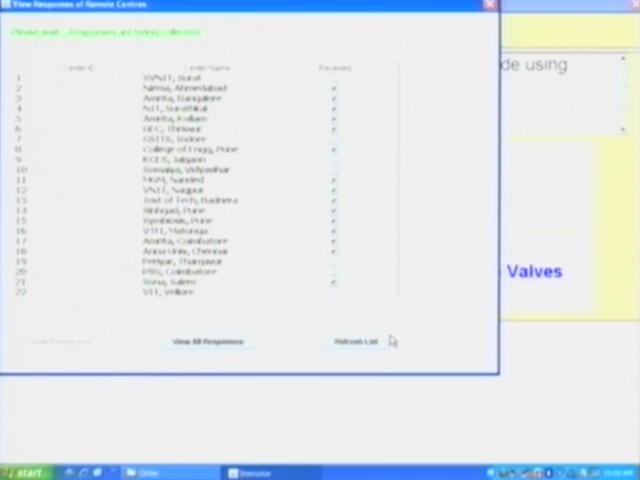 View Responses of Remote Centres
Please wait... Responses are being collected
Center ID Center Name Received
1 SVNIT, Surat
2 Nirma, Ahmedabad
3 Amrita, Bangalore
4 NIT, Surathkal
5 Amrita, Kollam
6 GEC, Thrissur
7 SGSITS, Indore
8 College of Engg, Pune
9 Jalgaon
10 Somaiya, Vidyavihar
11 MGM, Nanded
12 VNIT, Nagpur
13 Inst of Tech, Badnera
14 Sinhgad, Pune
15 Symbiosis, Pune
16 VJTI, Matunga
17 Amrita, Coimbatore
18 Anna Univ, Chennai
19 Periyar, Thanjavur
20 PSG, Coimbatore
21 Sona, Salem
22 VIT, Vellore
View All Responses Refresh List
de using
Valves
start
Clicker
Instructor